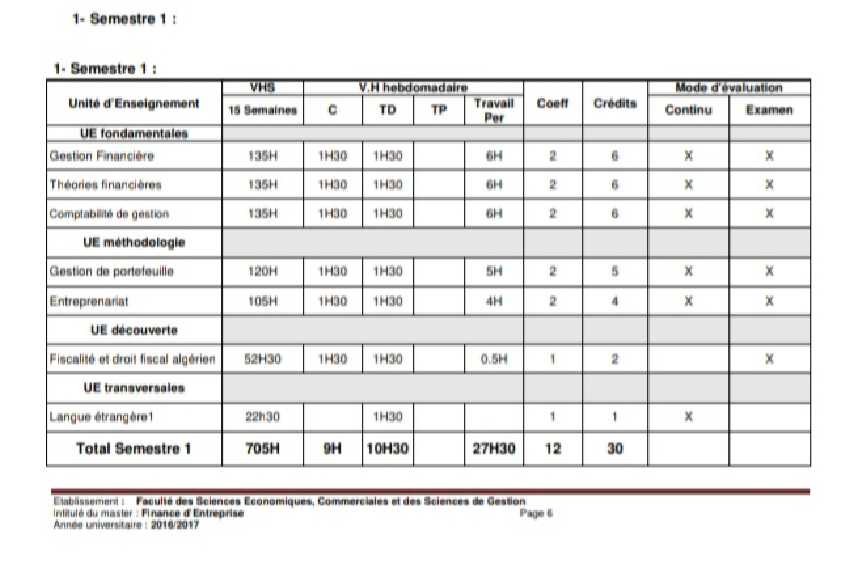 1- Semestre 1 :
1- Semestre 1 :
Unité d'Enseignement VHS V.H hebdomadaire Coeff Crédits Mode d'évaluation
15 Semaines C TD TP Travail Per Continu Examen
UE fondamentales
Gestion Financière 135H 1H30 1H30 6H 2 6 X X
Théories financières 135H 1H30 1H30 6H 2 6 X X
Comptabilité de gestion 135H 1H30 1H30 6H 2 6 X X
UE méthodologie
Gestion de portefeuille 120H 1H30 1H30 5H 2 5 X X
Entreprenariat 105H 1H30 1H30 4H 2 4 X X
UE découverte
Fiscalité et droit fiscal algérien 52H30 1H30 1H30 0.5H 1 2 X
UE transversales
Langue étrangère1 22h30 1H30 1 1 X
Total Semestre 1 705H 9H 10H30 27H30 12 30
Etablissement : Faculté des Sciences Economiques, Commerciales et des Sciences de Gestion
Intitulé du master : Finance d'Entreprise Page 6
Année universitaire : 2016/2017